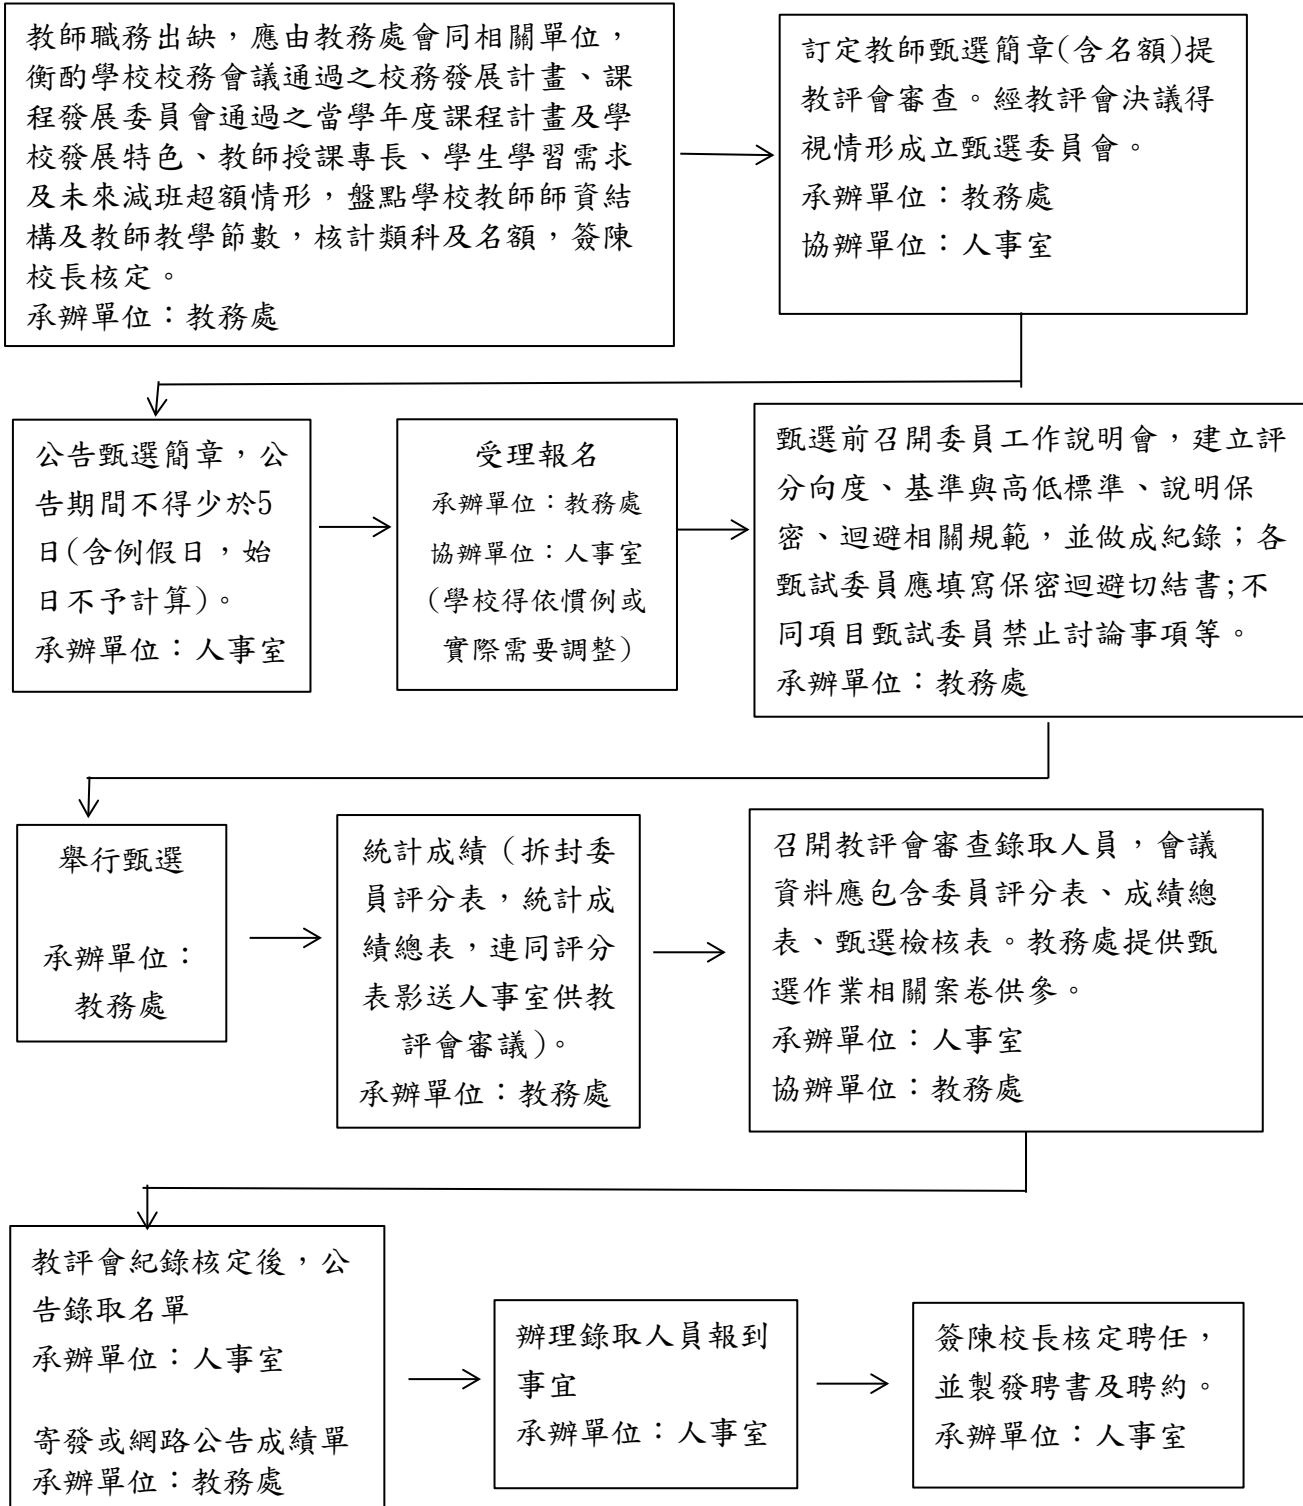 教師職務出缺，應由教務處會同相關單位，
衡酌學校校務會議通過之校務發展計畫、課
程發展委員會通過之當學年度課程計畫及學
校發展特色、教師授課專長、學生學習需求
及未來減班超額情形，盤點學校教師師資結
構及教師教學節數，核計類科及名額，簽陳
校長核定。
承辦單位：教務處
訂定教師甄選簡章(含名額)提
教評會審查。經教評會決議得
視情形成立甄選委員會。
承辦單位：教務處
協辦單位：人事室
公告甄選簡章，公
告期間不得少於5
日(含例假日，始
日不予計算)。
承辦單位：人事室
受理報名
承辦單位：教務處
協辦單位：人事室
(學校得依慣例或
實際需要調整)
甄選前召開委員工作說明會，建立評
分向度、基準與高低標準、說明保
密、迴避相關規範，並做成紀錄；各
甄試委員應填寫保密迴避切結書;不
同項目甄試委員禁止討論事項等。
承辦單位：教務處
舉行甄選
承辦單位：
教務處
統計成績（拆封委
員評分表，統計成
績總表，連同評分
表影送人事室供教
評會審議）。
承辦單位：教務處
召開教評會審查錄取人員，會議
資料應包含委員評分表、成績總
表、甄選檢核表。教務處提供甄
選作業相關案卷供參。
承辦單位：人事室
協辦單位：教務處
教評會紀錄核定後，公
告錄取名單
承辦單位：人事室
寄發或網路公告成績單
承辦單位：教務處
辦理錄取人員報到
事宜
承辦單位：人事室
簽陳校長核定聘任，
並製發聘書及聘約。
承辦單位：人事室